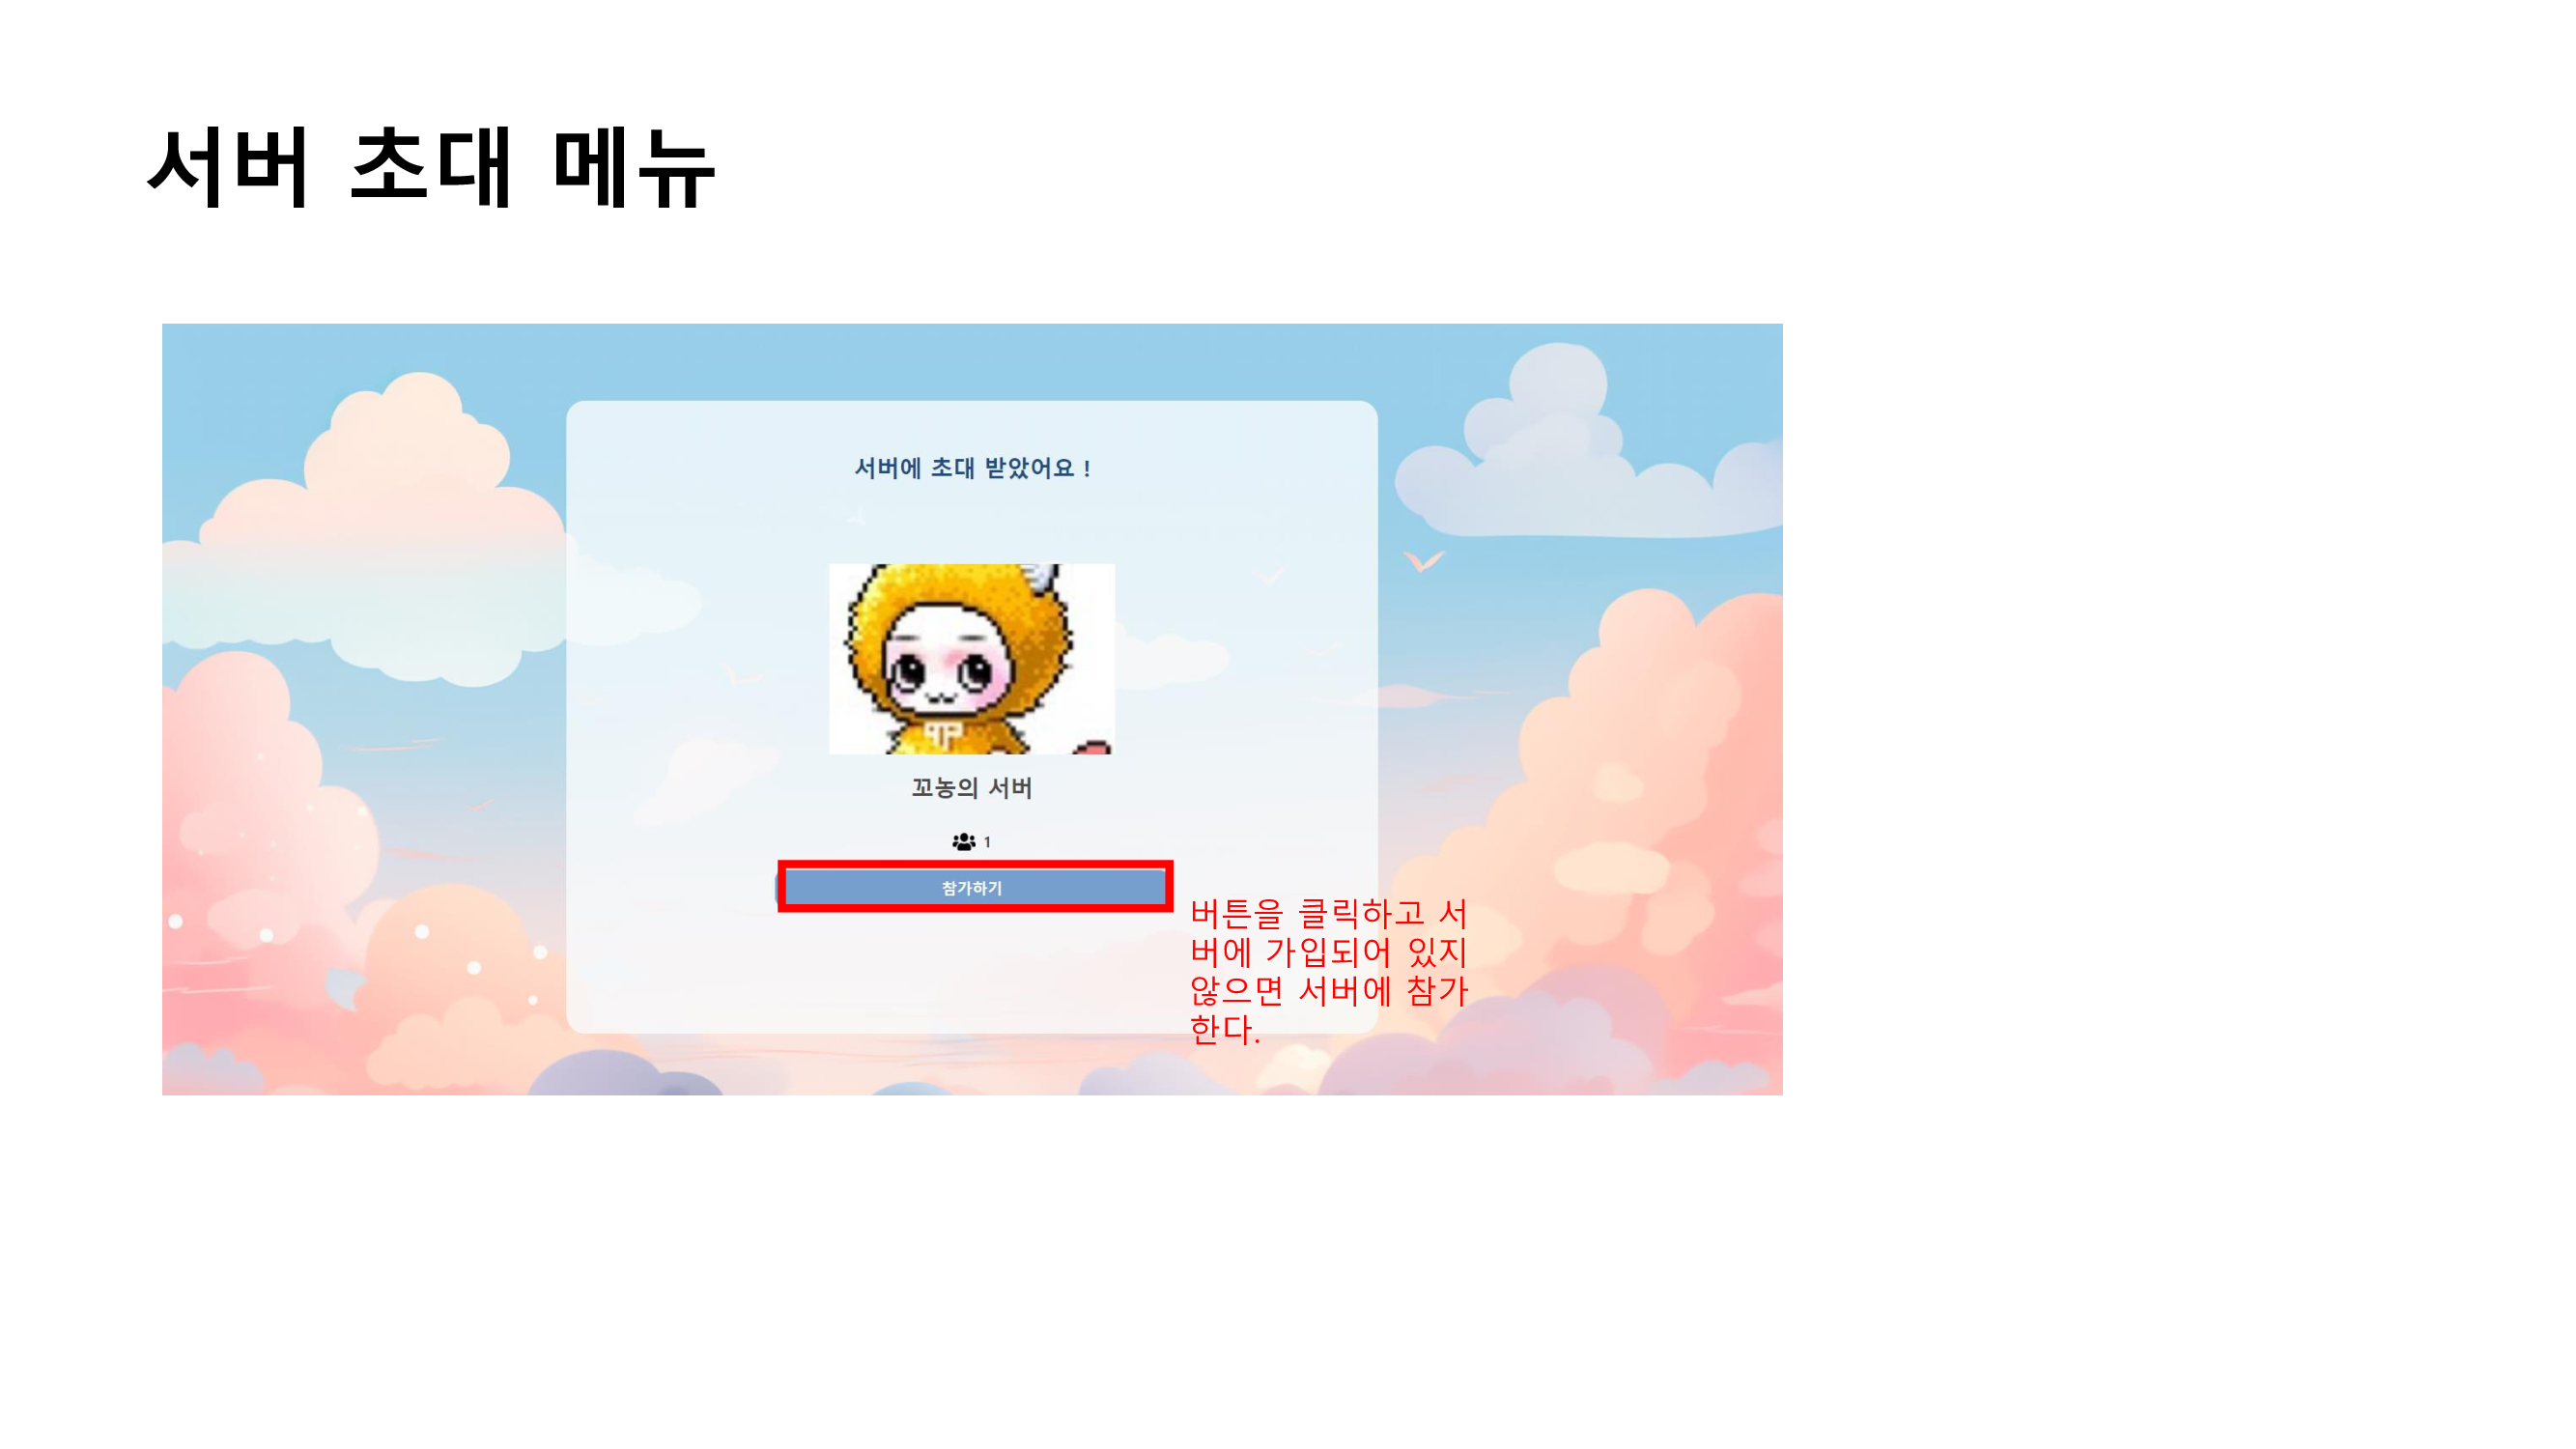 서버 초대 메뉴
서버에 초대 받았어요 !
꼬농의 서버
1
참가하기
버튼을 클릭하고 서
버에 가입되어 있지
않으면 서버에 참가
한다.